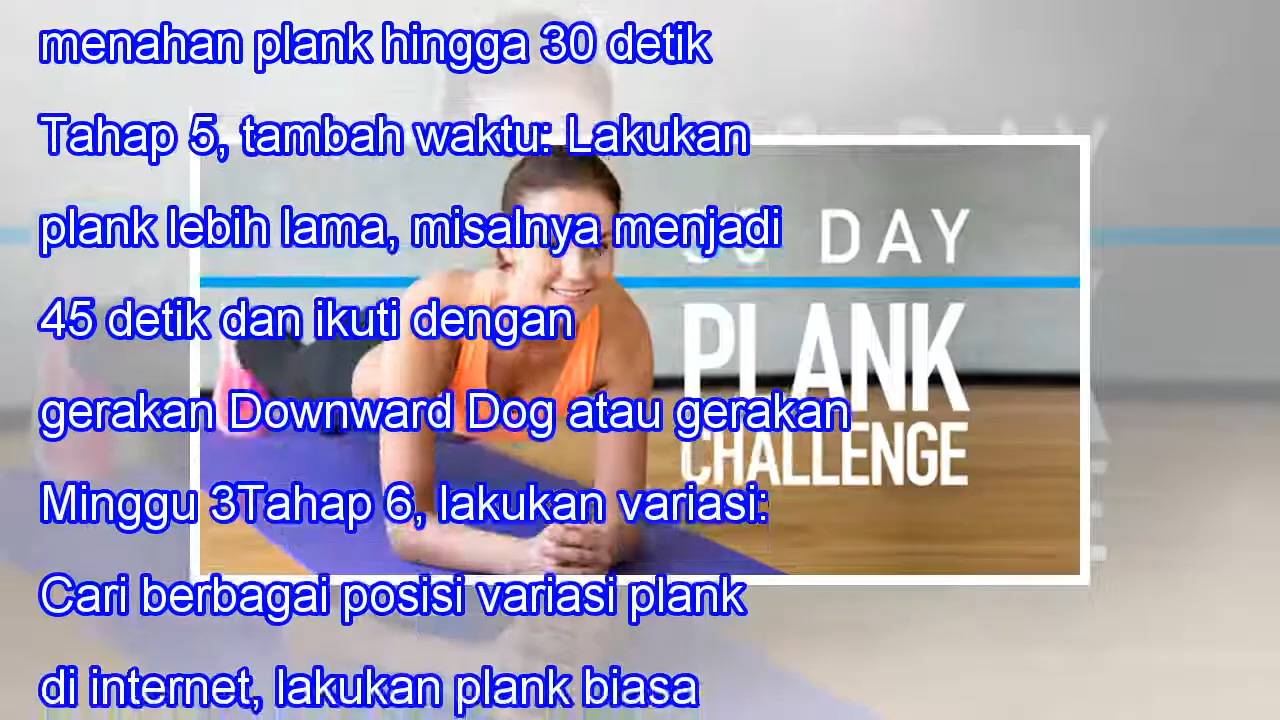 menahan plank hingga 30 detik
Tahap 5, tambah waktu: Lakukan
plank lebih lama, misalnya menjadi
45 detik dan ikuti dengan
gerakan Downward Dog atau gerakan
Minggu 3Tahap 6, lakukan variasi:
Cari berbagai posisi variasi plank
di internet, lakukan plank biasa
DAY
PLANK
CHALLENGE